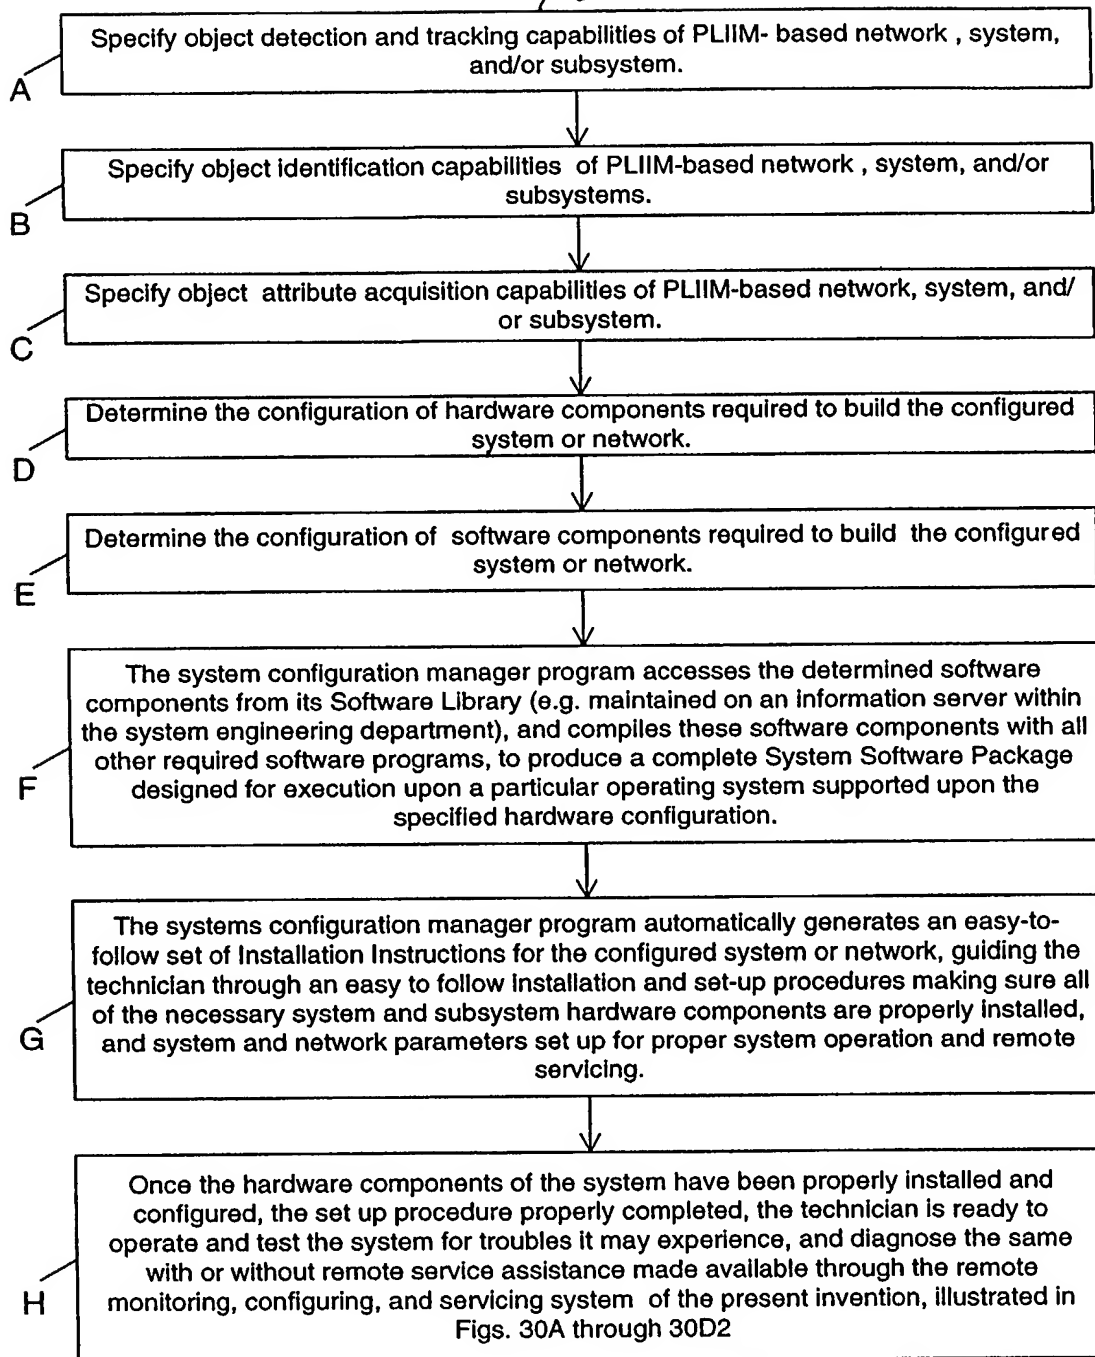 Specify object detection and tracking capabilities of PLIIM- based network , system,
and/or subsystem.
A
Specify object identification capabilities of PLIIM-based network , system, and/or
subsystems.
B
Specify object attribute acquisition capabilities of PLIIM-based network, system, and/
or subsystem.
C
Determine the configuration of hardware components required to build the configured
system or network.
D
Determine the configuration of software components required to build the configured
system or network.
E
The system configuration manager program accesses the determined software
components from its Software Library (e.g. maintained on an information server within
the system engineering department), and compiles these software components with all
other required software programs, to produce a complete System Software Package
designed for execution upon a particular operating system supported upon the
specified hardware configuration.
F
The systems configuration manager program automatically generates an easy-to-
follow set of Installation Instructions for the configured system or network, guiding the
technician through an easy to follow installation and set-up procedures making sure all
of the necessary system and subsystem hardware components are properly installed,
and system and network parameters set up for proper system operation and remote
servicing.
G
Once the hardware components of the system have been properly installed and
configured, the set up procedure properly completed, the technician is ready to
operate and test the system for troubles it may experience, and diagnose the same
with or without remote service assistance made available through the remote
monitoring, configuring, and servicing system of the present invention, illustrated in
Figs. 30A through 30D2
H